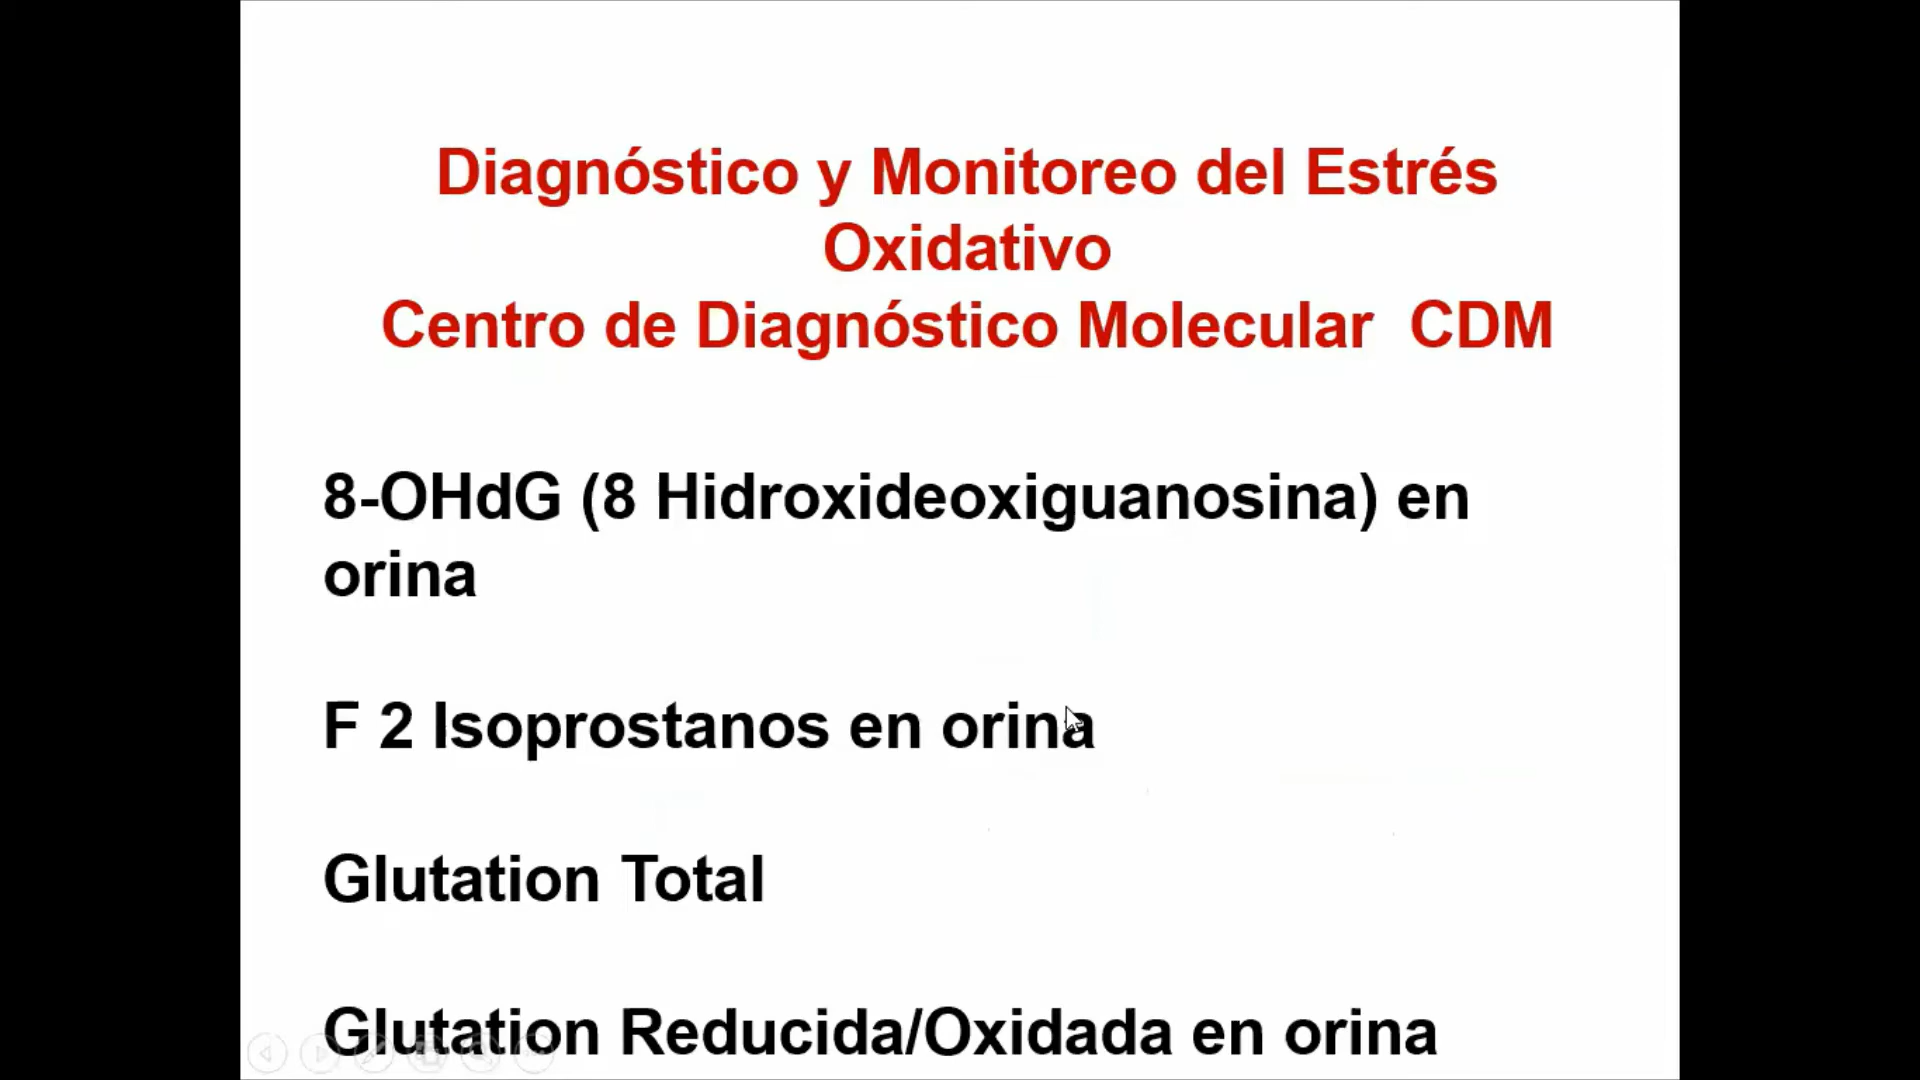 Diagnóstico y Monitoreo del Estrés
Oxidativo
Centro de Diagnóstico Molecular  CDM
8-OHdG (8 Hidroxideoxiguanosina) en
orina
F 2 Isoprostanos en orina
Glutation Total
Glutation Reducida/Oxidada en orina